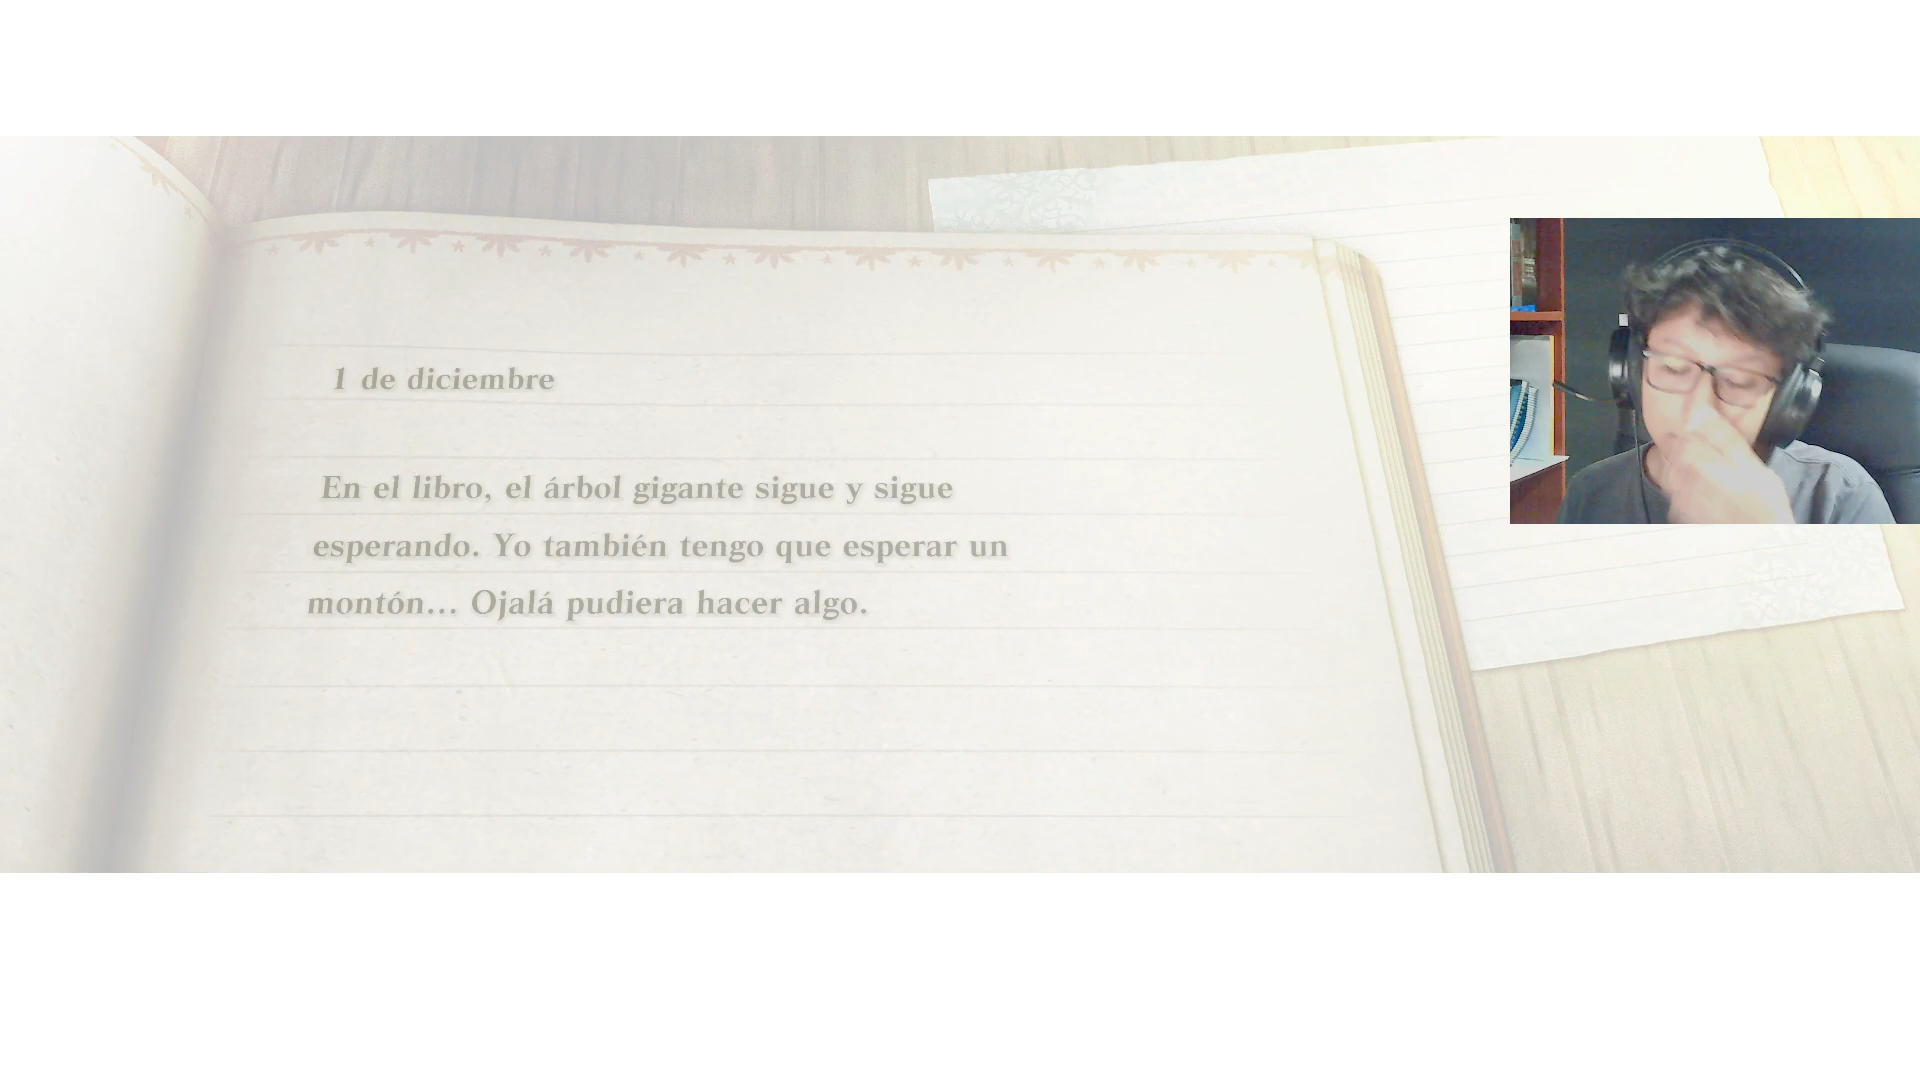 1 de diciembre
En el libro, el árbol gigante sigue y sigue
esperando. Yo también tengo que esperar un
montón... Ojalá pudiera hacer algo.